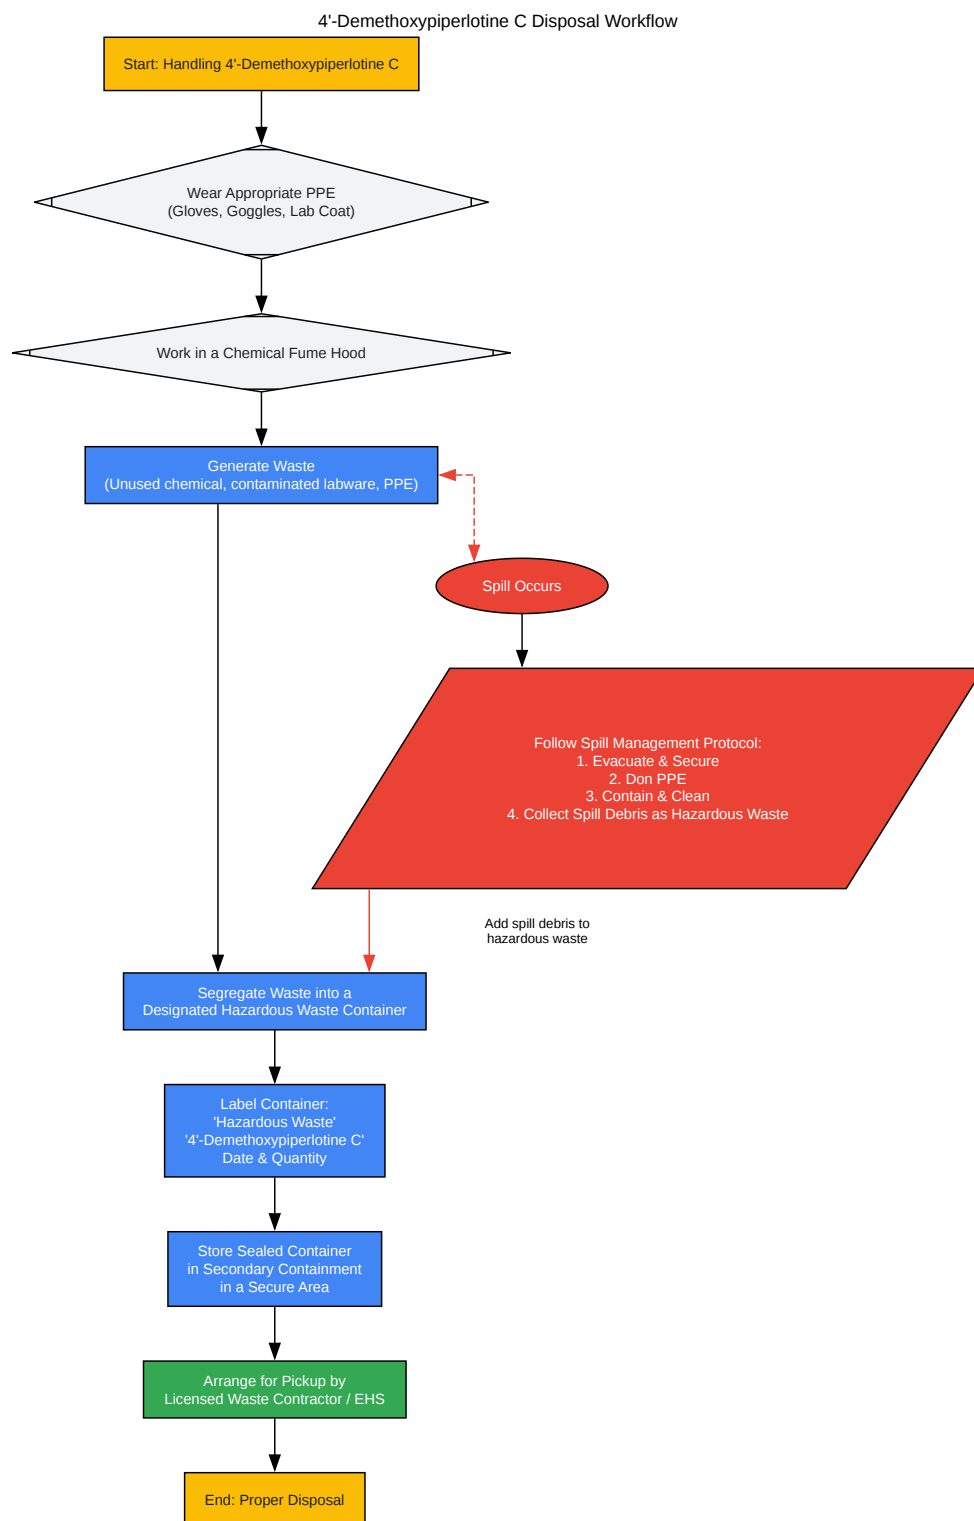 4'-Demethoxypiperlotine C Disposal Workflow
Start: Handling 4'-Demethoxypiperlotine C
Wear Appropriate PPE
(Gloves, Goggles, Lab Coat)
Work in a Chemical Fume Hood
Generate Waste
(Unused chemical, contaminated labware, PPE)
Spill Occurs
Follow Spill Management Protocol:
1. Evacuate & Secure
2. Don PPE
3. Contain & Clean
4. Collect Spill Debris as Hazardous Waste
Add spill debris to
hazardous waste
Segregate Waste into a
Designated Hazardous Waste Container
Label Container:
'Hazardous Waste'
'4'-Demethoxypiperlotine C'
Date & Quantity
Store Sealed Container
in Secondary Containment
in a Secure Area
Arrange for Pickup by
Licensed Waste Contractor / EHS
End: Proper Disposal